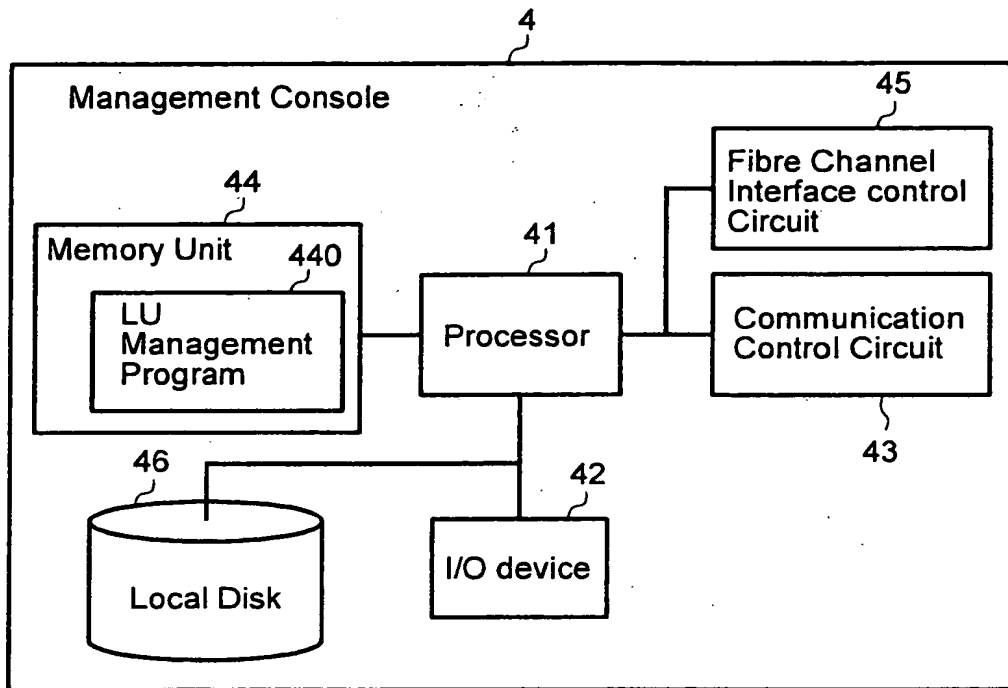 4
Management Console
45
Fibre Channel
Interface control
Circuit
44
Memory Unit
440
LU
Management
Program
41
Processor
Communication
Control Circuit
43
46
Local Disk
42
I/O device